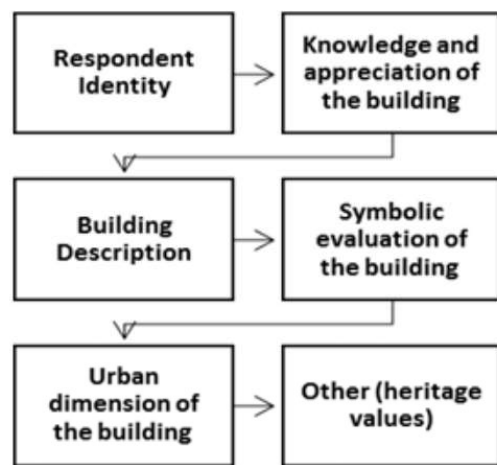 Respondent
Identity
Knowledge and
appreciation of
the building
Building
Description
Symbolic
evaluation of
the building
Urban
dimension of
the building
Other (heritage
values)